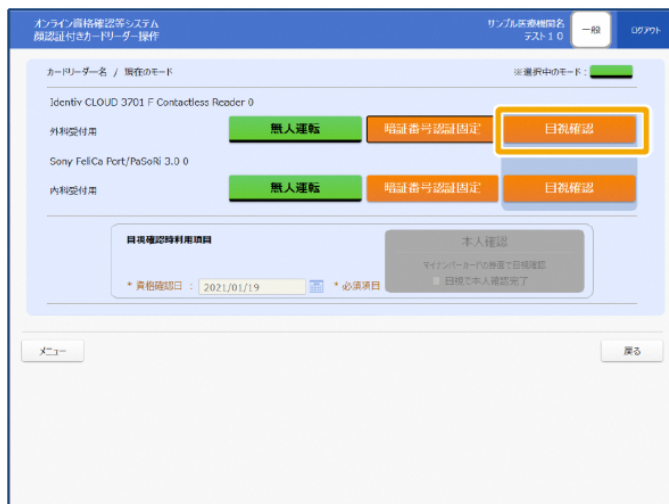 オンライン資格確認等システム
顔認証付きカードリーダー操作
サンプル医療機関名
テスト10
一般
ログアウト
カードリーダー名 / 現在のモード
※選択中のモード:
Identiv CLOUD 3701 F Contactless Reader 0
外科受付用
無人運転
暗証番号認証固定
目視確認
Sony FeliCa Port/PaSoRi 3.0 0
内科受付用
無人運転
暗証番号認証固定
目視確認
目視確認時利用項目
* 資格確認日 : 2021/01/19
* 必須項目
本人確認
マイナンバーカードの券面で目視確認
目視で本人確認完了
メニュー
戻る